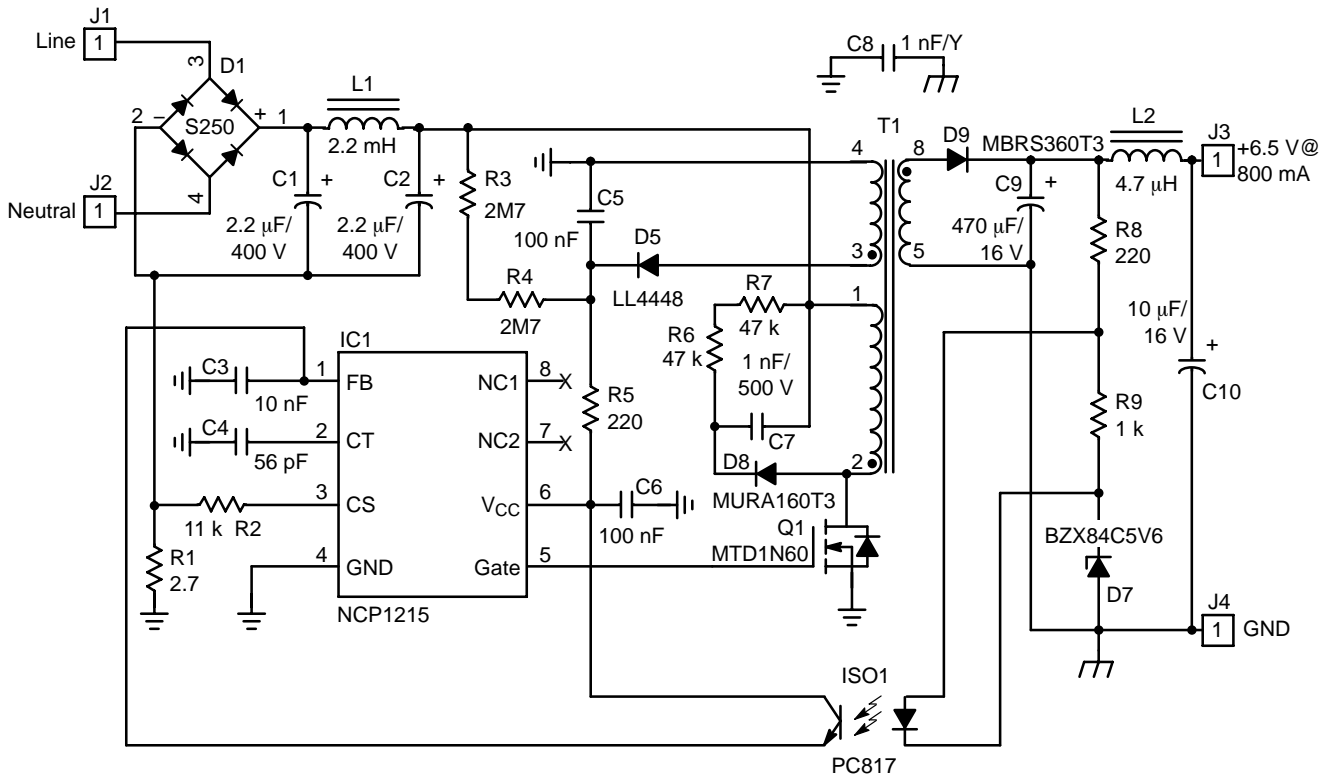 J1
Line 1
3
D1
2 − S250 + 1
4
J2
Neutral 1
L1
2.2 mH
C1 +
2.2 µF/
400 V
C2 +
2.2 µF/
400 V
R3
2M7
R4
2M7
C5
100 nF
D5
LL4448
C8 1 nF/Y
T1
4
3
8
5
1
2
D9
MBRS360T3
C9 +
470 µF/
16 V
L2
4.7 µH
J3
1 +6.5 V@
800 mA
R8
220
10 µF/
16 V
+
C10
R7
47 k
R6
47 k
1 nF/
500 V
C7
D8
MURA160T3
Q1
MTD1N60
R9
1 k
BZX84C5V6
D7
J4
1 GND
IC1
C3
10 nF
1 FB
NC1 8 X
C4
56 pF
2 CT
NC2 7 X
11 k R2
3 CS
VCC 6
4 GND
Gate 5
NCP1215
R1
2.7
R5
220
C6
100 nF
ISO1
PC817